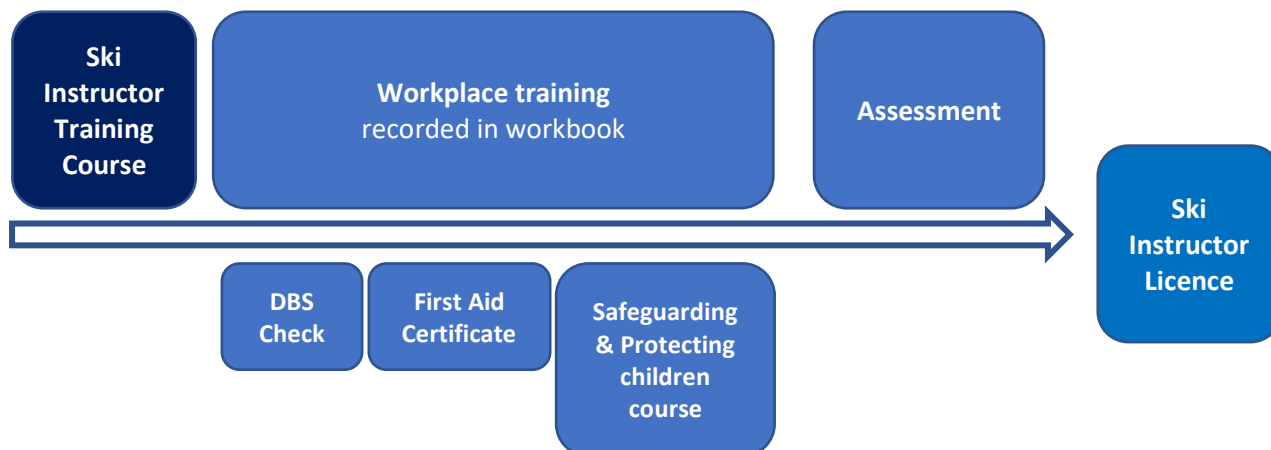 Ski
Instructor
Training
Course
Workplace training
recorded in workbook
Assessment
Ski
Instructor
Licence
DBS
Check
First Aid
Certificate
Safeguarding
& Protecting
children
course